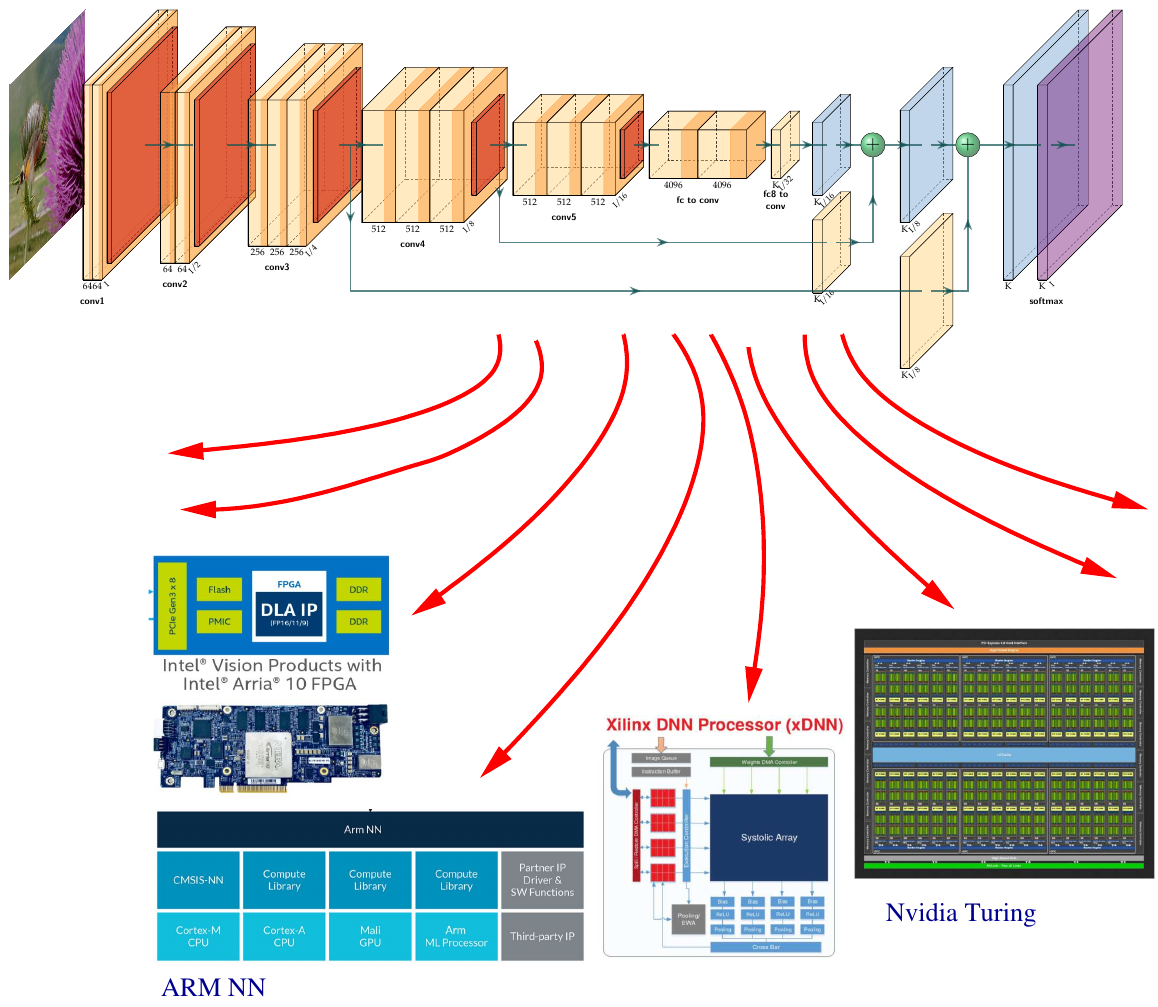 6464 1
conv1
64 64 1/2
conv2
256 256 256 1/4
conv3
512 512 512 1/8
conv4
512 512 512 1/16
conv5
4096 4096
fc to conv
K 1/32
fc8 to
conv
K 1/16
K 1/16
K 1/8
K 1/8
K
K 1
softmax
PCIe Gen3 x 8
Flash
PMIC
FPGA
DLA IP
(FP16/11/9)
DDR
DDR
Intel® Vision Products with
Intel® Arria® 10 FPGA
Arm NN
CMSIS-NN
Compute
Library
Compute
Library
Compute
Library
Partner IP
Driver &
SW Functions
Cortex-M
CPU
Cortex-A
CPU
Mali
GPU
Arm
ML Processor
Third-party IP
ARM NN
Xilinx DNN Processor (xDNN)
Image Queue
Instruction Buffer
Weights DMA Controller
Execution Controller
Systolic Array
Pooling/
EWA
Bias Bias Bias Bias
ReLU ReLU ReLU ReLU
Pooling Pooling Pooling Pooling
Cross Bar
Nvidia Turing